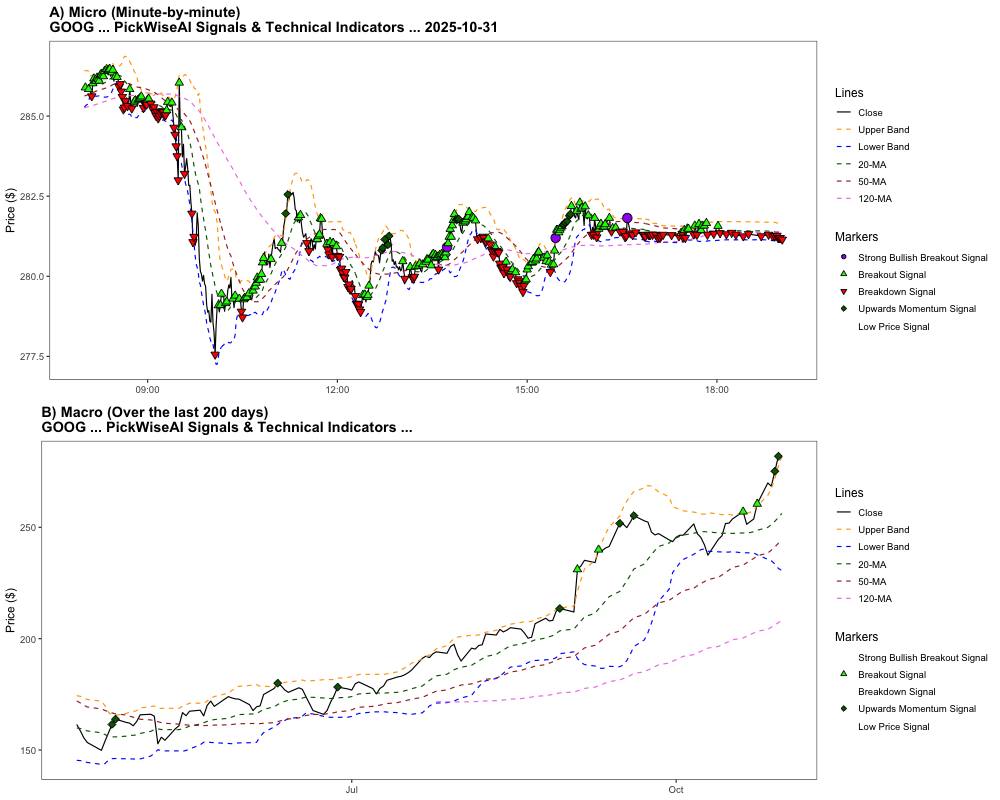 A) Micro (Minute-by-minute)
GOOG ... PickWiseAI Signals & Technical Indicators ... 2025-10-31
Price ($)
285.0
282.5
280.0
277.5
09:00
12:00
15:00
18:00
Lines
Close
Upper Band
Lower Band
20-MA
50-MA
120-MA
Markers
Strong Bullish Breakout Signal
Breakout Signal
Breakdown Signal
Upwards Momentum Signal
Low Price Signal
B) Macro (Over the last 200 days)
GOOG ... PickWiseAI Signals & Technical Indicators ...
Price ($)
250
200
150
Jul
Oct
Lines
Close
Upper Band
Lower Band
20-MA
50-MA
120-MA
Markers
Strong Bullish Breakout Signal
Breakout Signal
Breakdown Signal
Upwards Momentum Signal
Low Price Signal